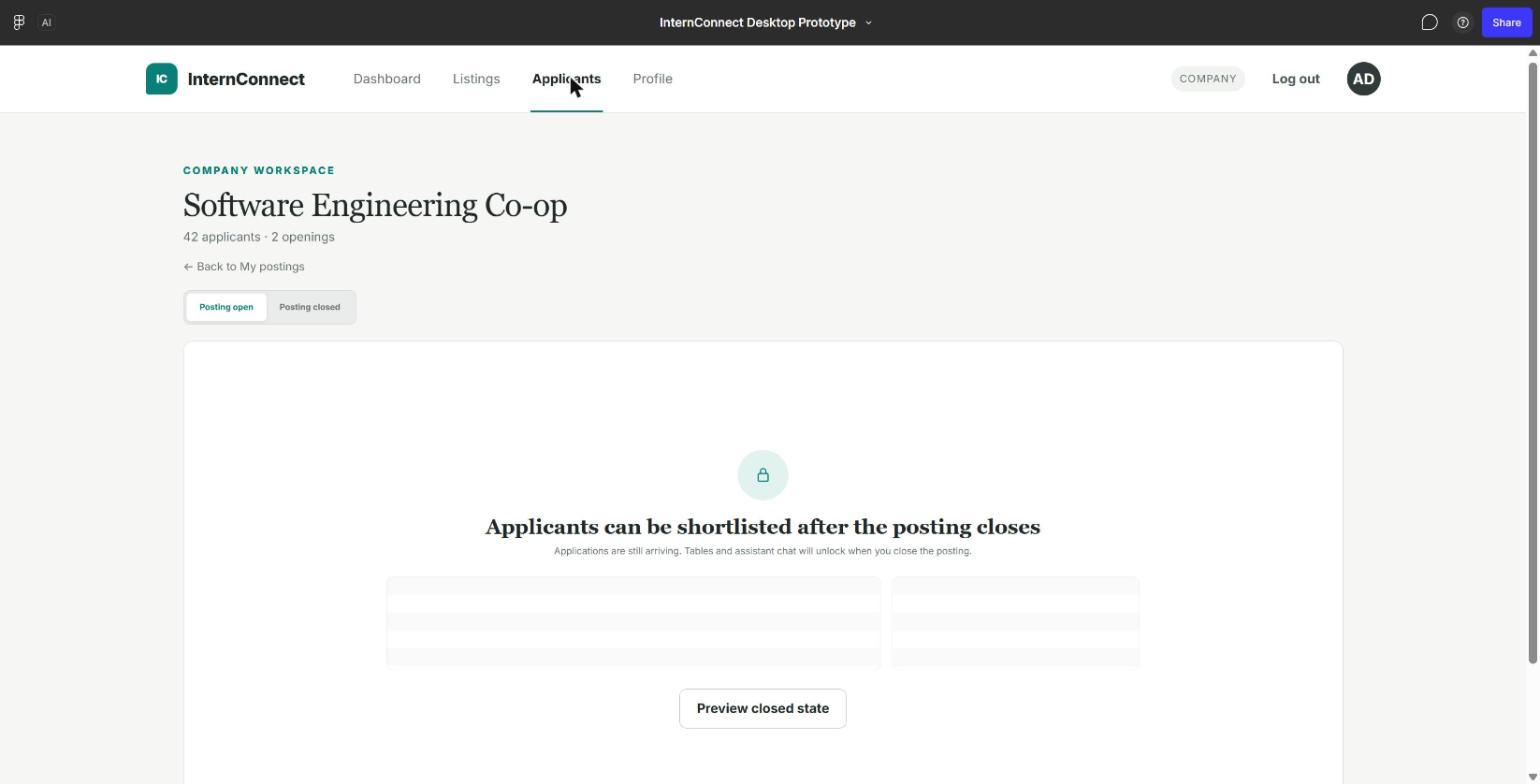 AI
InternConnect Desktop Prototype
Share
IC InternConnect Dashboard Listings Applicants Profile COMPANY Log out AD
COMPANY WORKSPACE
Software Engineering Co-op
42 applicants · 2 openings
← Back to My postings
Posting open Posting closed
Applicants can be shortlisted after the posting closes
Applications are still arriving. Tables and assistant chat will unlock when you close the posting.
Preview closed state